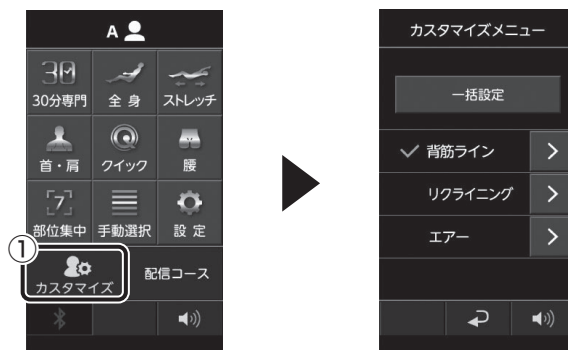 A
30
30分専門
全 身
ストレッチ
首・肩
クイック
腰
7
部位集中
手動選択
設 定
①
カスタマイズ
配信コース
カスタマイズメニュー
一括設定
背筋ライン
リクライニング
エアー